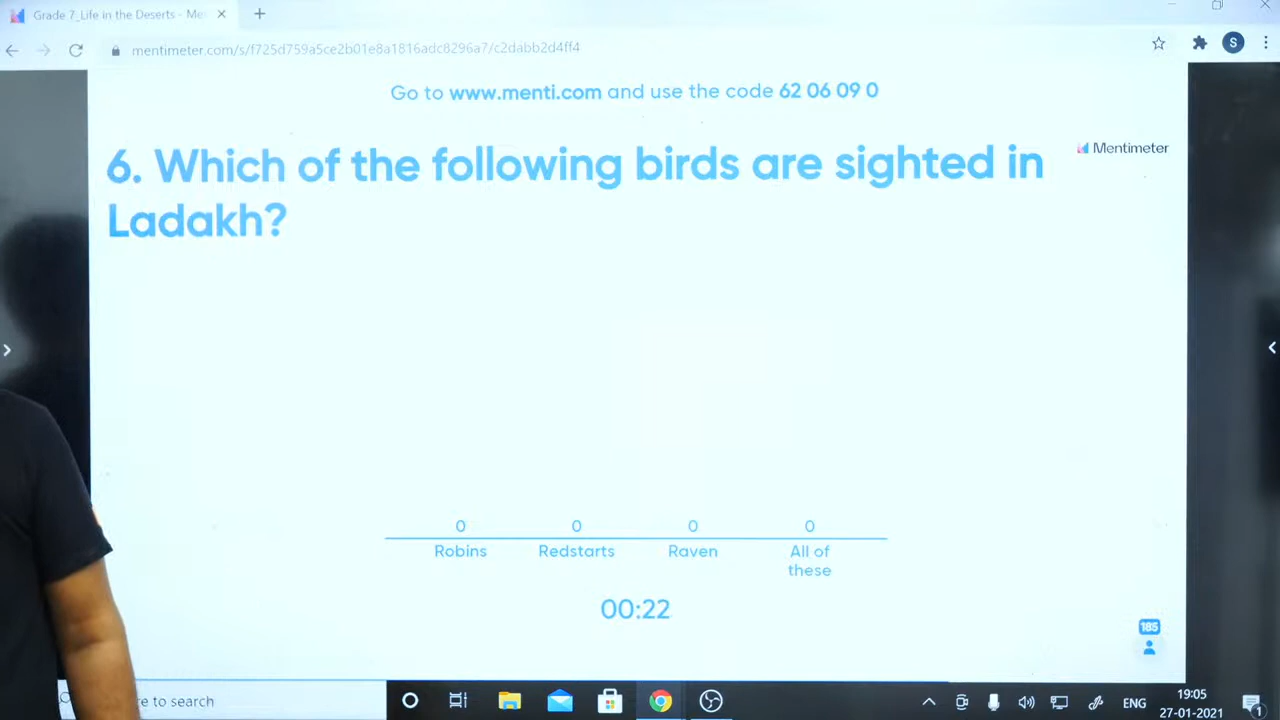 Grade 7_Life in the Deserts - Me
mentimeter.com/s/f725d759a5ce2b01e8a1816adc8296a7/c2dabb2d4ff4
S
Go to www.menti.com and use the code 62 06 09 0
Mentimeter
6. Which of the following birds are sighted in
Ladakh?
0 0 0 0
Robins Redstarts Raven All of
these
00:22
185
re to search
ENG
19:05
27-01-2021
1